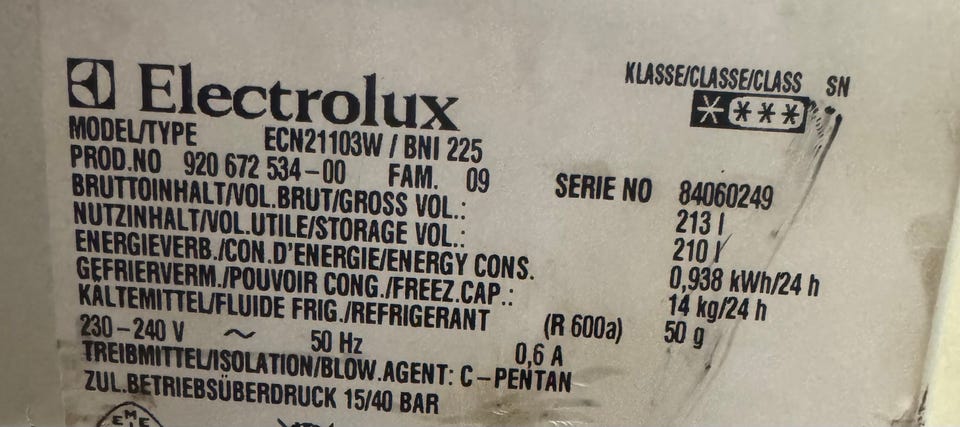 Electrolux
KLASSE/CLASSE/CLASS SN
MODEL/TYPE ECN21103W / BNI 225
PROD.NO 920 672 534-00 FAM. 09 SERIE NO 84060249
BRUTTOINHALT/VOL.BRUT/GROSS VOL.: 213 l
NUTZINHALT/VOL.UTILE/STORAGE VOL.: 210 l
ENERGIEVERB./CON.D'ENERGIE/ENERGY CONS. 0,938 kWh/24 h
GEFRIERVERM./POUVOIR CONG./FREEZ.CAP.: 14 kg/24 h
KALTEMITTEL/FLUIDE FRIG./REFRIGERANT (R 600a) 50 g
230-240 V ~ 50 Hz 0,6 A
TREIBMITTEL/ISOLATION/BLOW.AGENT: C-PENTAN
ZUL.BETRIEBSÜBERDRUCK 15/40 BAR